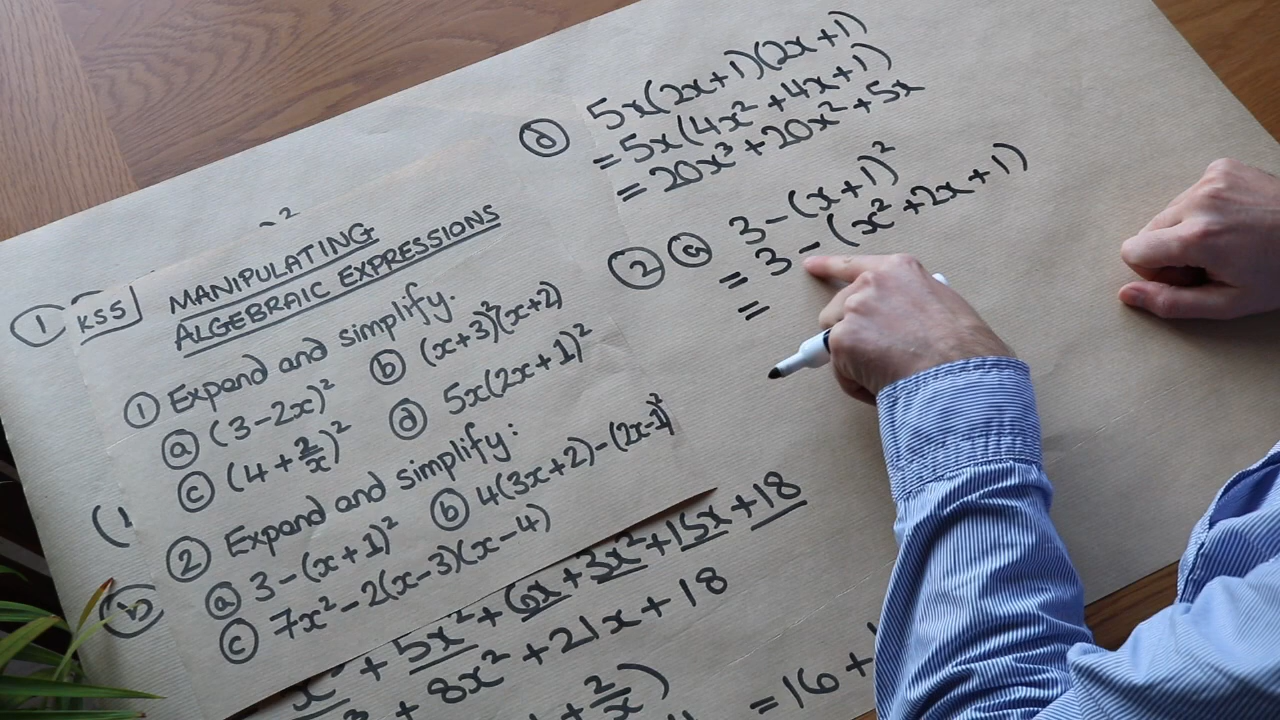 ① KS5 MANIPULATING
ALGEBRAIC EXPRESSIONS
① Expand and simplify.
ⓐ (3-2x)² ⓑ (x+3)²(x+2)
ⓒ (4+2/x)² ⓓ 5x(2x+1)²
② Expand and simplify:
ⓐ 3-(x+1)² ⓑ 4(3x+2)-(2x-1)²
ⓒ 7x²-2(x-3)(x-4)
ⓑ
+5x²+6x+3x²+15x+18
+8x²+21x+18
+2/x)
=16+
ⓓ 5x(2x+1)(2x+1)
=5x(4x²+4x+1)
=20x³+20x²+5x
② ⓐ 3-(x+1)²
=3-(x²+2x+1)
=